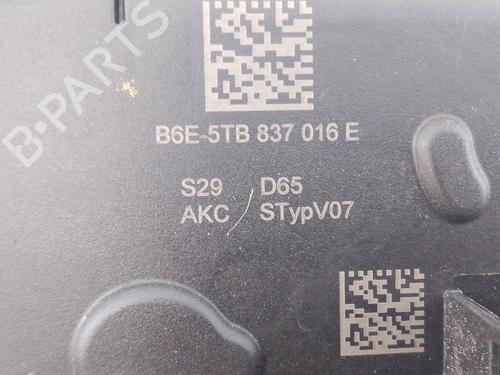 B-PARTS
B6E-5TB 837 016 E
S29 D65
AKC STypV07